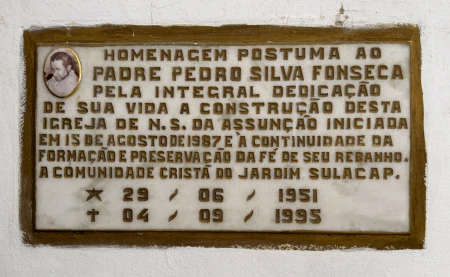 HOMENAGEM POSTUMA AO
PADRE PEDRO SILVA FONSECA
PELA INTEGRAL DEDICAÇÃO
DE SUA VIDA A CONSTRUÇÃO DESTA
IGREJA DE N.S. DA ASSUNÇÃO INICIADA
EM 15 DE AGOSTO DE 1987, E À CONTINUIDADE DA
FORMAÇÃO E PRESERVAÇÃO DA FÉ DE SEU REBANHO.
A COMUNIDADE CRISTÃ DO JARDIM SULACAP.
★ 29 - 06 - 1951
✝ 04 - 09 - 1995